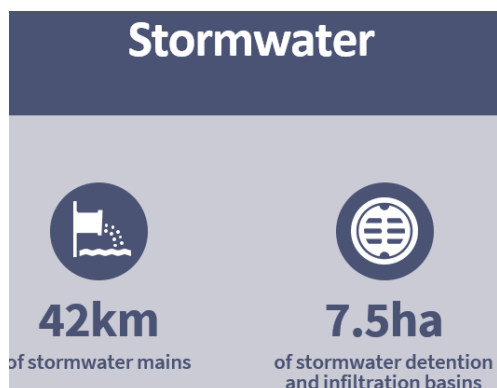 Stormwater
42km
of stormwater mains
7.5ha
of stormwater detention
and infiltration basins